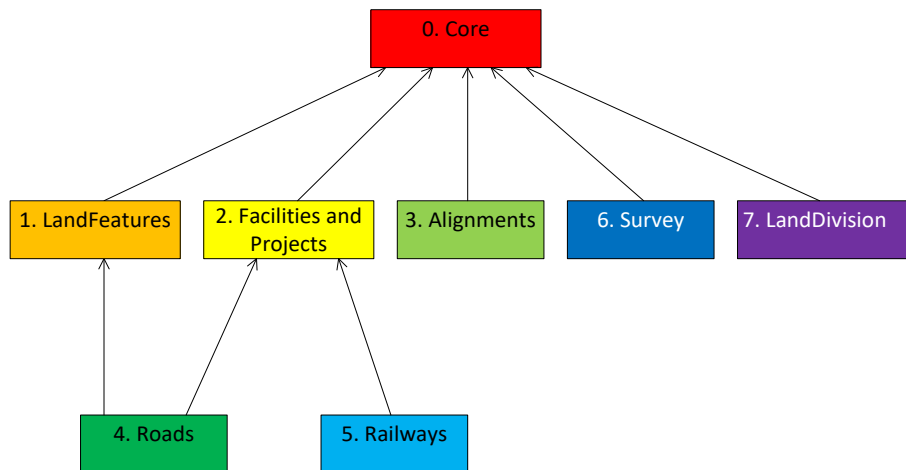 0. Core
1. LandFeatures
2. Facilities and
Projects
3. Alignments
6. Survey
7. LandDivision
4. Roads
5. Railways